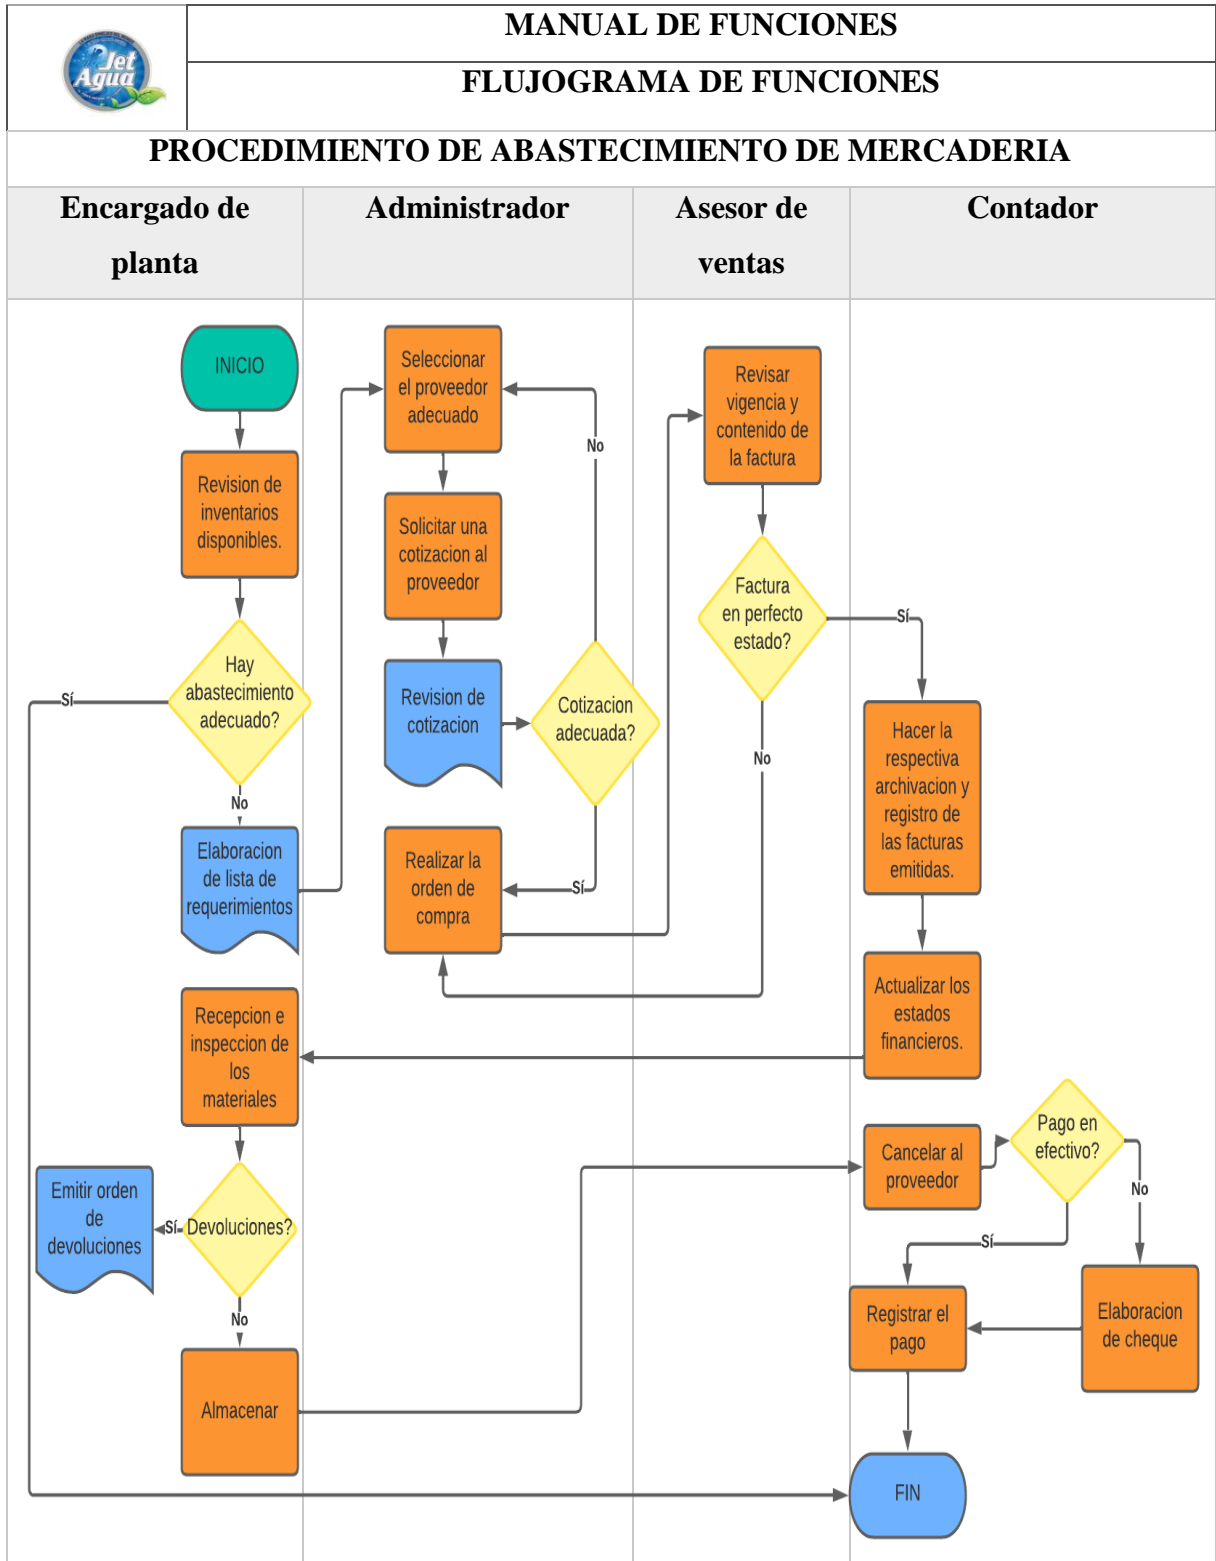 Jet
Agua
MANUAL DE FUNCIONES
FLUJOGRAMA DE FUNCIONES
PROCEDIMIENTO DE ABASTECIMIENTO DE MERCADERIA
Encargado de
planta
Administrador
Asesor de
ventas
Contador
INICIO
Revision de
inventarios
disponibles.
Hay
abastecimiento
adecuado?
Sí
No
Elaboracion
de lista de
requerimientos
Recepcion e
inspeccion de
los
materiales
Devoluciones?
Sí
Emitir orden
de
devoluciones
No
Almacenar
Seleccionar
el proveedor
adecuado
Solicitar una
cotizacion al
proveedor
Revision de
cotizacion
Cotizacion
adecuada?
No
Sí
Realizar la
orden de
compra
Revisar
vigencia y
contenido de
la factura
Factura
en perfecto
estado?
Sí
No
Hacer la
respectiva
archivacion y
registro de
las facturas
emitidas.
Actualizar los
estados
financieros.
Cancelar al
proveedor
Pago en
efectivo?
No
Sí
Elaboracion
de cheque
Registrar el
pago
FIN